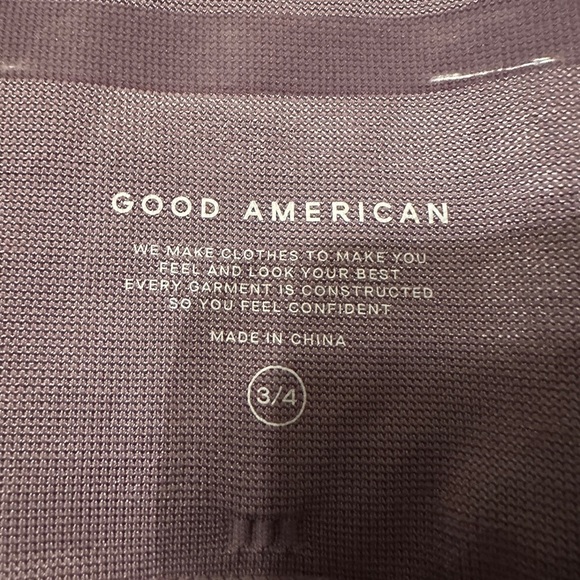 GOOD AMERICAN
WE MAKE CLOTHES TO MAKE YOU
FEEL AND LOOK YOUR BEST
EVERY GARMENT IS CONSTRUCTED
SO YOU FEEL CONFIDENT
MADE IN CHINA
3/4